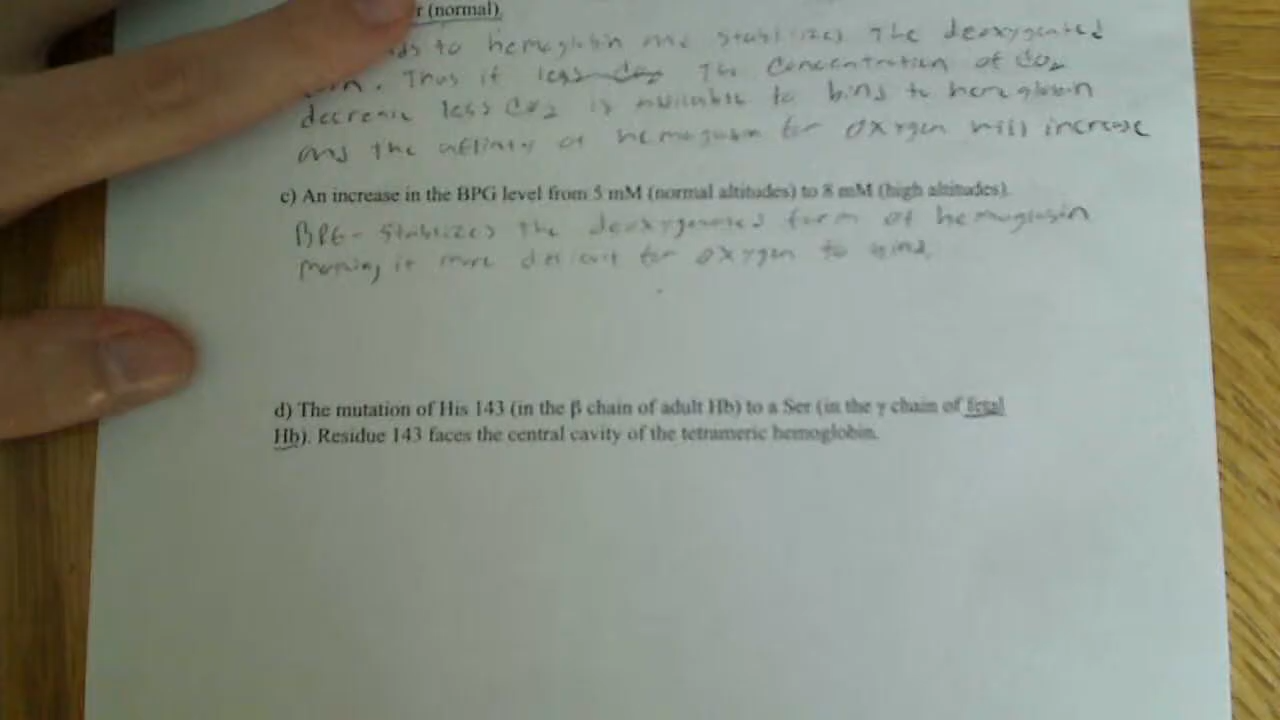 r (normal)
to hemoglobin and stabilizes the deoxygenated
. Thus if less CO2 The concentration of CO2
decrease less CO2 is available to bind to hemoglobin
and the affinity of hemoglobin for oxygen will increase
c) An increase in the BPG level from 5 mM (normal altitudes) to 8 mM (high altitudes).
BPG - Stabilizes the deoxygenated form of hemoglobin
it more for oxygen to bind.
d) The mutation of His 143 (in the β chain of adult Hb) to a Ser (in the γ chain of fetal
Hb). Residue 143 faces the central cavity of the tetrameric hemoglobin.